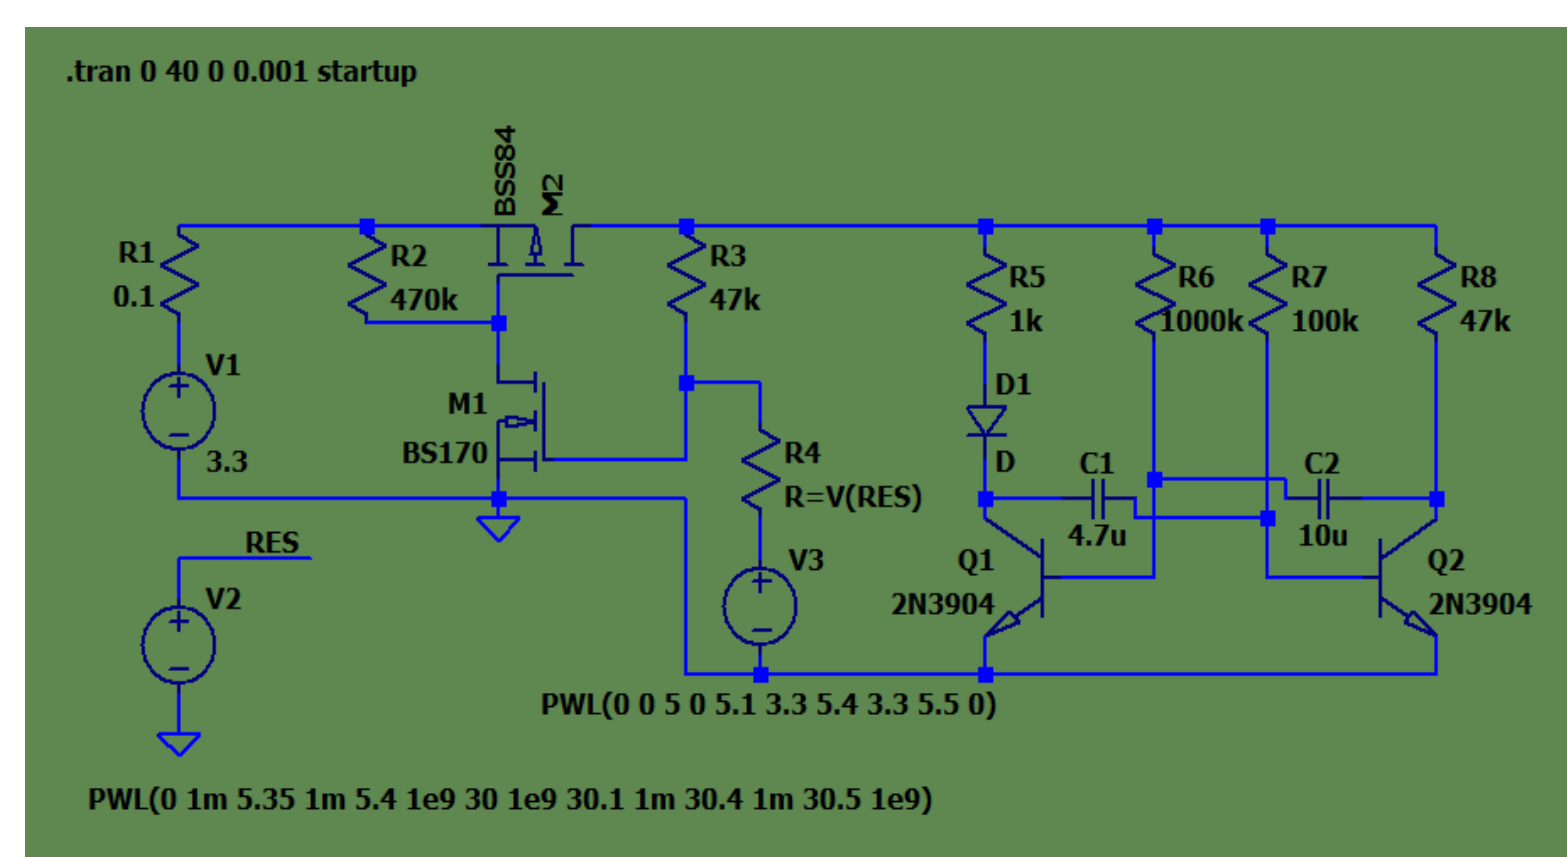 .tran 0 40 0 0.001 startup
BSS84
M2
R1
0.1
R2
470k
R3
47k
R5
1k
R6
1000k
R7
100k
R8
47k
V1
3.3
M1
BS170
D1
D
R4
R=V(RES)
C1
4.7u
C2
10u
RES
V2
V3
Q1
2N3904
Q2
2N3904
PWL(0 0 5 0 5.1 3.3 5.4 3.3 5.5 0)
PWL(0 1m 5.35 1m 5.4 1e9 30 1e9 30.1 1m 30.4 1m 30.5 1e9)